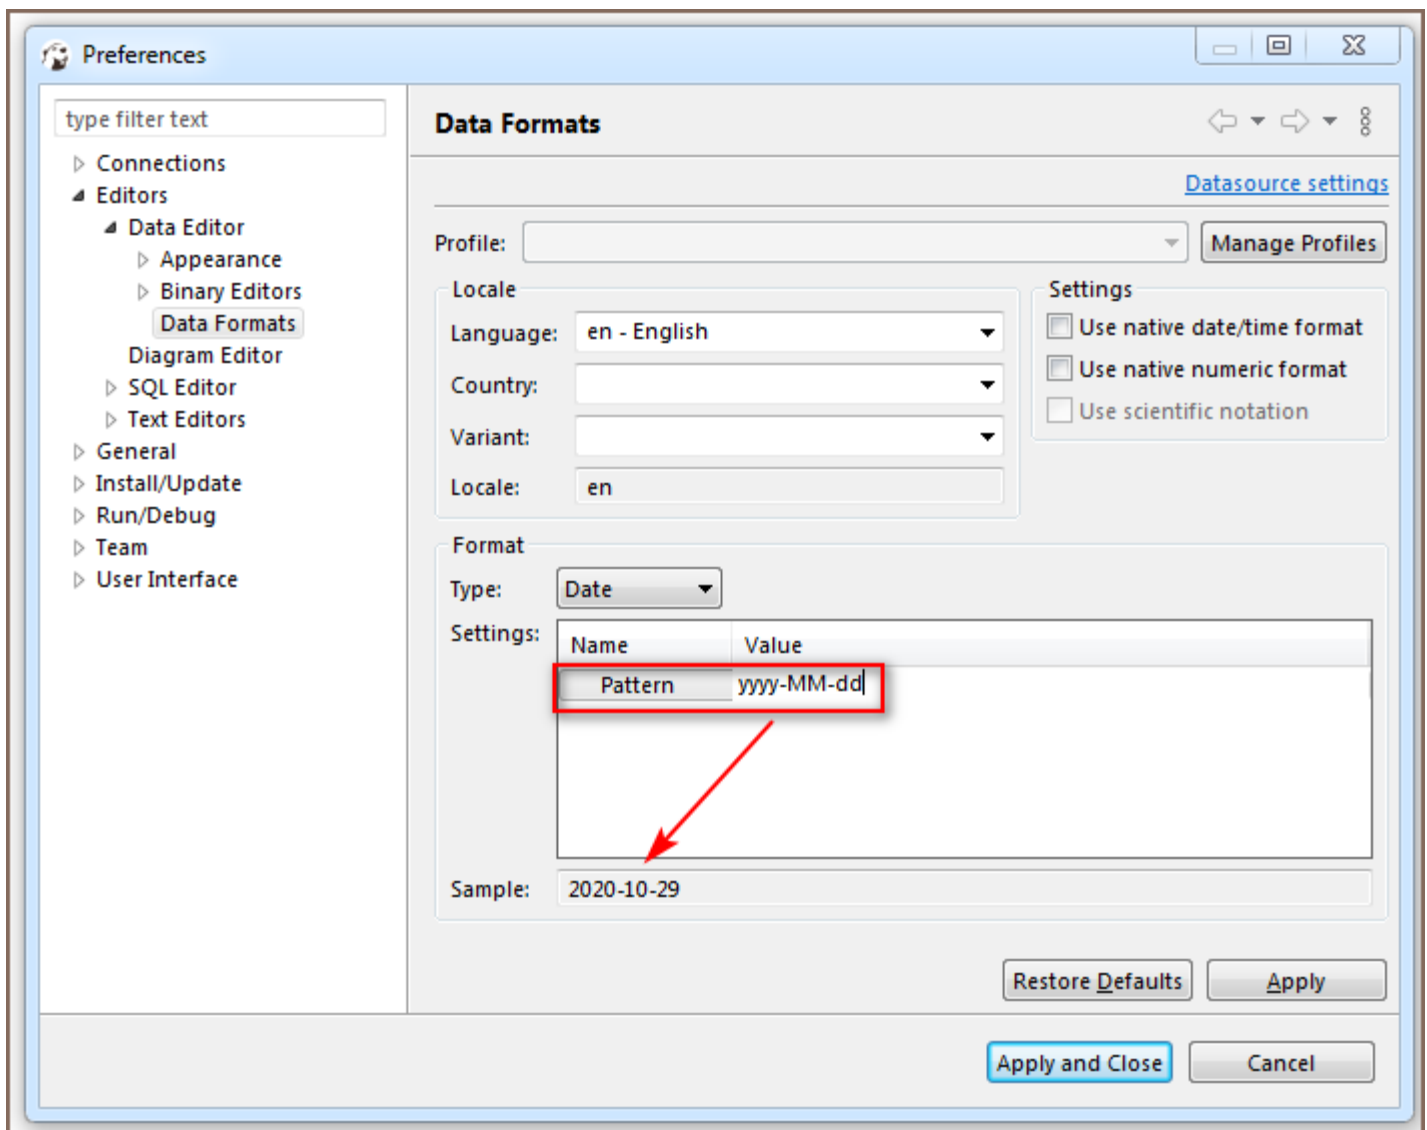 Preferences
type filter text
Connections
Editors
Data Editor
Appearance
Binary Editors
Data Formats
Diagram Editor
SQL Editor
Text Editors
General
Install/Update
Run/Debug
Team
User Interface
Data Formats
Datasource settings
Profile:
Manage Profiles
Locale
Language: en - English
Country:
Variant:
Locale: en
Settings
Use native date/time format
Use native numeric format
Use scientific notation
Format
Type: Date
Settings:
Name Value
Pattern yyyy-MM-dd
Sample: 2020-10-29
Restore Defaults Apply
Apply and Close Cancel